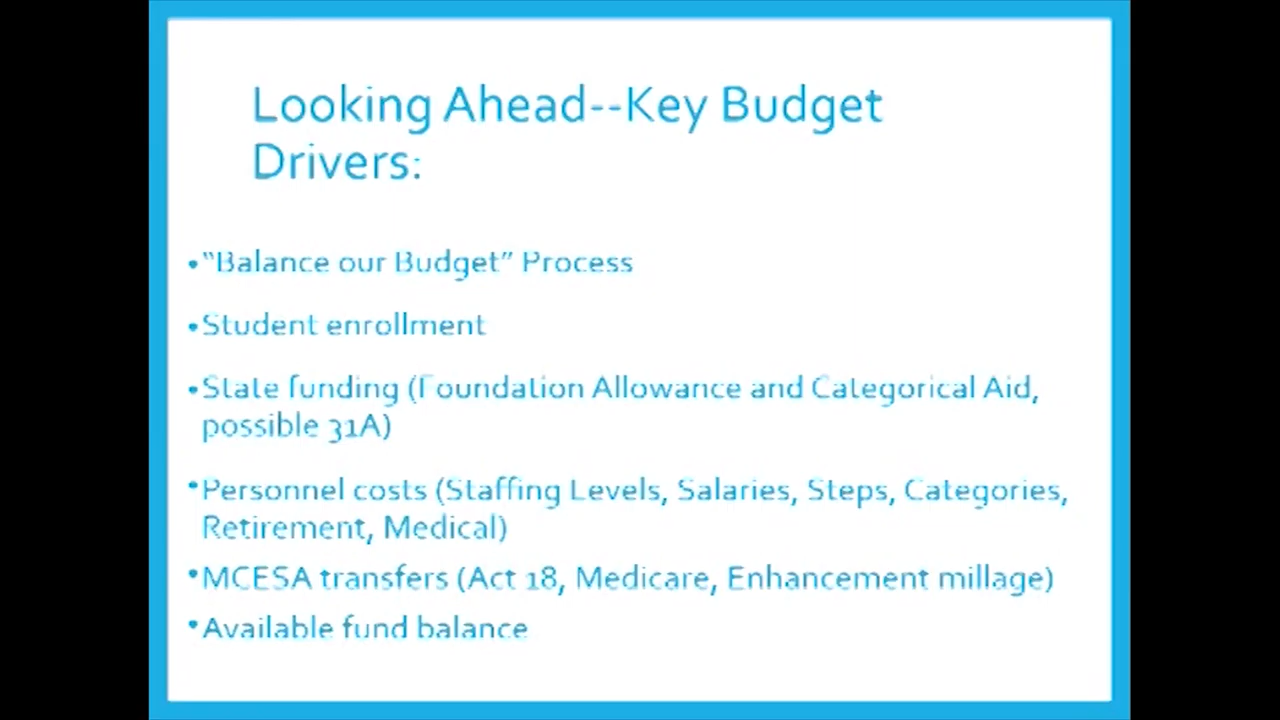 Looking Ahead--Key Budget
Drivers:
•“Balance our Budget” Process
•Student enrollment
•State funding (Foundation Allowance and Categorical Aid,
possible 31A)
•Personnel costs (Staffing Levels, Salaries, Steps, Categories,
Retirement, Medical)
•MCESA transfers (Act 18, Medicare, Enhancement millage)
•Available fund balance